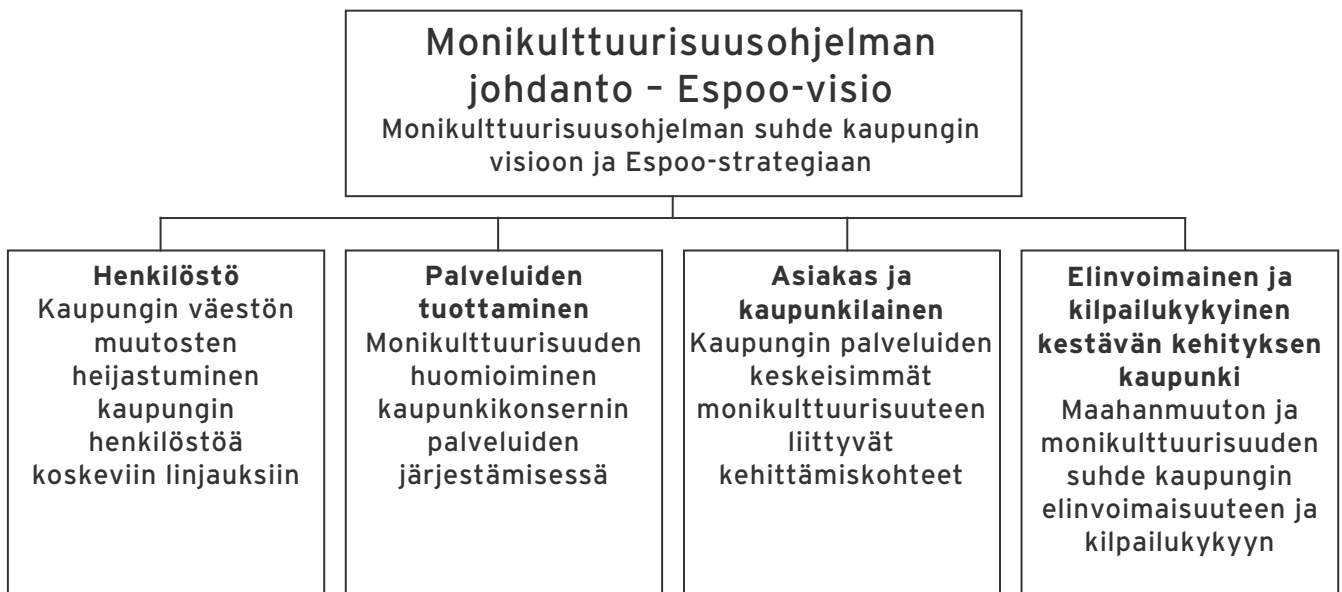 Monikulttuurisuusohjelman
johdanto – Espoo-visio
Monikulttuurisuusohjelman suhde kaupungin
visioon ja Espoo-strategiaan
Henkilöstö
Kaupungin väestön
muutosten
heijastuminen
kaupungin
henkilöstöä
koskeviin linjauksiin
Palveluiden
tuottaminen
Monikulttuurisuuden
huomioiminen
kaupunkikonsernin
palveluiden
järjestämisessä
Asiakas ja
kaupunkilainen
Kaupungin palveluiden
keskeisimmät
monikulttuurisuuteen
liittyvät
kehittämiskohteet
Elinvoimainen ja
kilpailukykyinen
kestävän kehityksen
kaupunki
Maahanmuuton ja
monikulttuurisuuden
suhde kaupungin
elinvoimaisuuteen ja
kilpailukykyyn